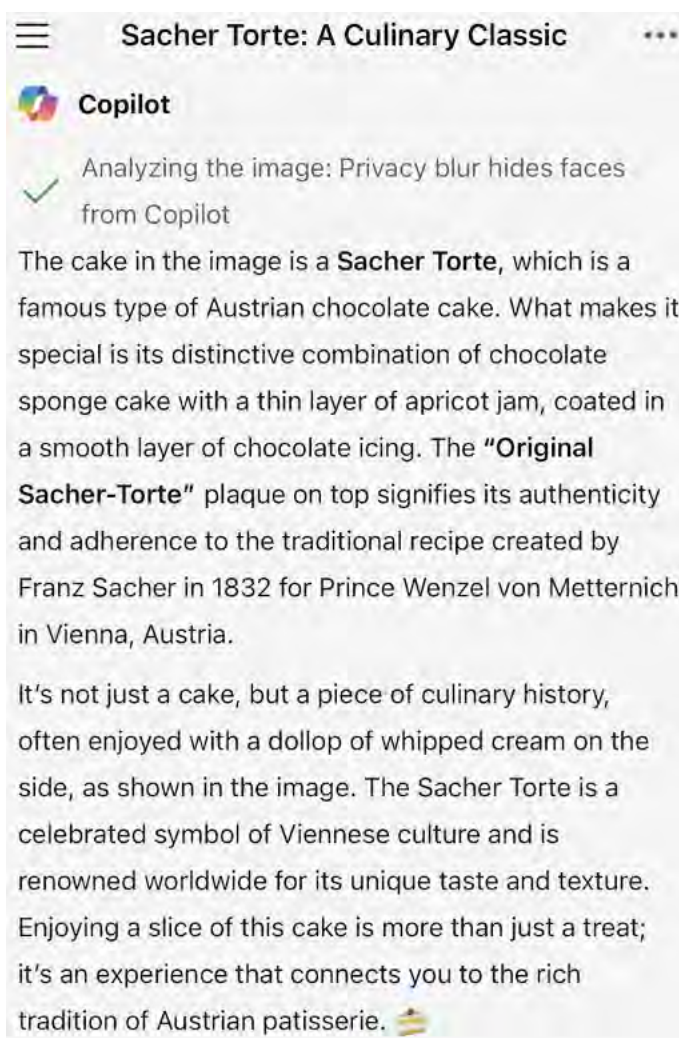 Sacher Torte: A Culinary Classic
Copilot
Analyzing the image: Privacy blur hides faces
from Copilot
The cake in the image is a Sacher Torte, which is a
famous type of Austrian chocolate cake. What makes it
special is its distinctive combination of chocolate
sponge cake with a thin layer of apricot jam, coated in
a smooth layer of chocolate icing. The “Original
Sacher-Torte” plaque on top signifies its authenticity
and adherence to the traditional recipe created by
Franz Sacher in 1832 for Prince Wenzel von Metternich
in Vienna, Austria.
It's not just a cake, but a piece of culinary history,
often enjoyed with a dollop of whipped cream on the
side, as shown in the image. The Sacher Torte is a
celebrated symbol of Viennese culture and is
renowned worldwide for its unique taste and texture.
Enjoying a slice of this cake is more than just a treat;
it's an experience that connects you to the rich
tradition of Austrian patisserie. 🍰